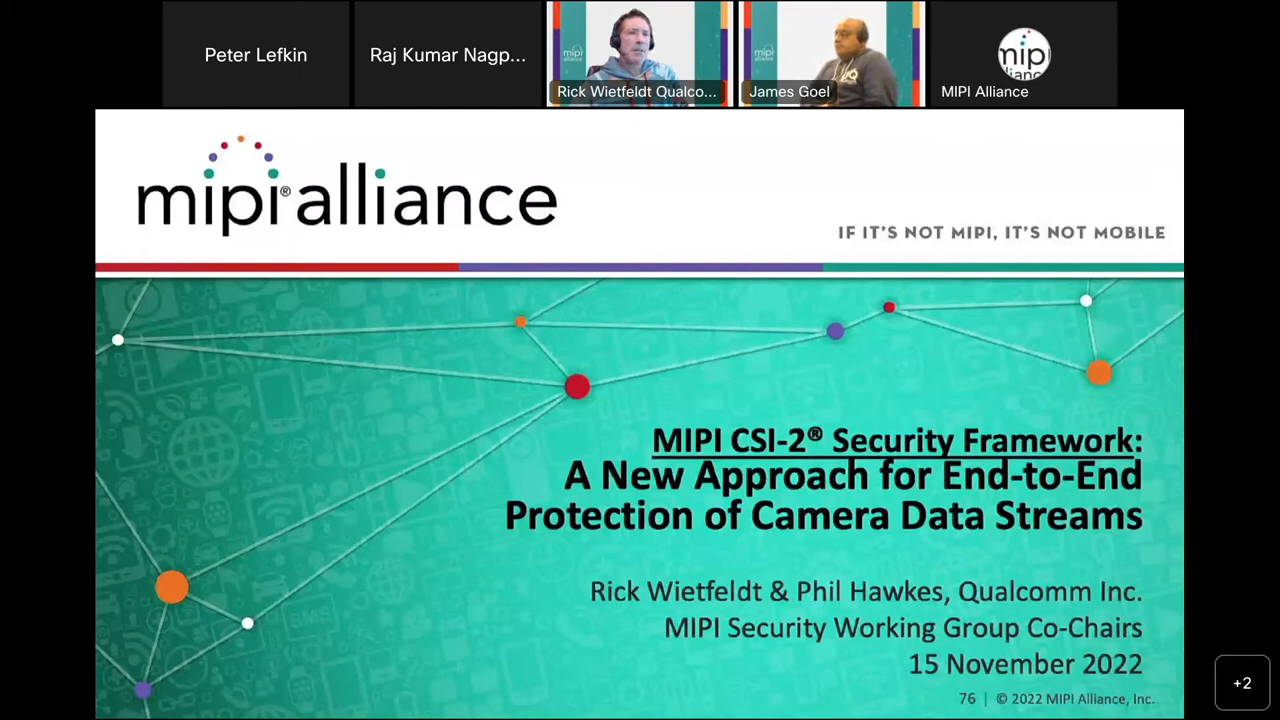 Peter Lefkin
Raj Kumar Nagp...
Rick Wietfeldt Qualco...
James Goel
mipi
alliance
MIPI Alliance
mipi® alliance
IF IT'S NOT MIPI, IT'S NOT MOBILE
MIPI CSI-2® Security Framework:
A New Approach for End-to-End
Protection of Camera Data Streams
Rick Wietfeldt & Phil Hawkes, Qualcomm Inc.
MIPI Security Working Group Co-Chairs
15 November 2022
76 | © 2022 MIPI Alliance, Inc.
+2